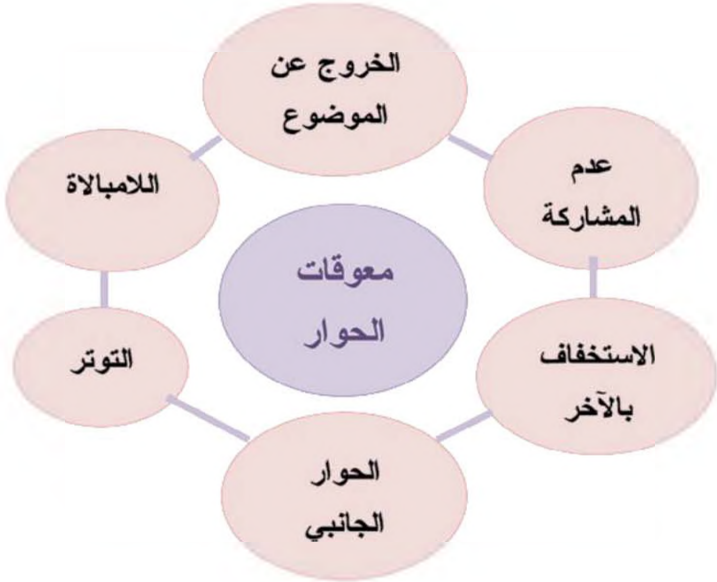 الخروج عن
الموضوع
عدم
المشاركة
اللامبالاة
معوقات
الحوار
الاستخفاف
بالآخر
التوتر
الحوار
الجانبي